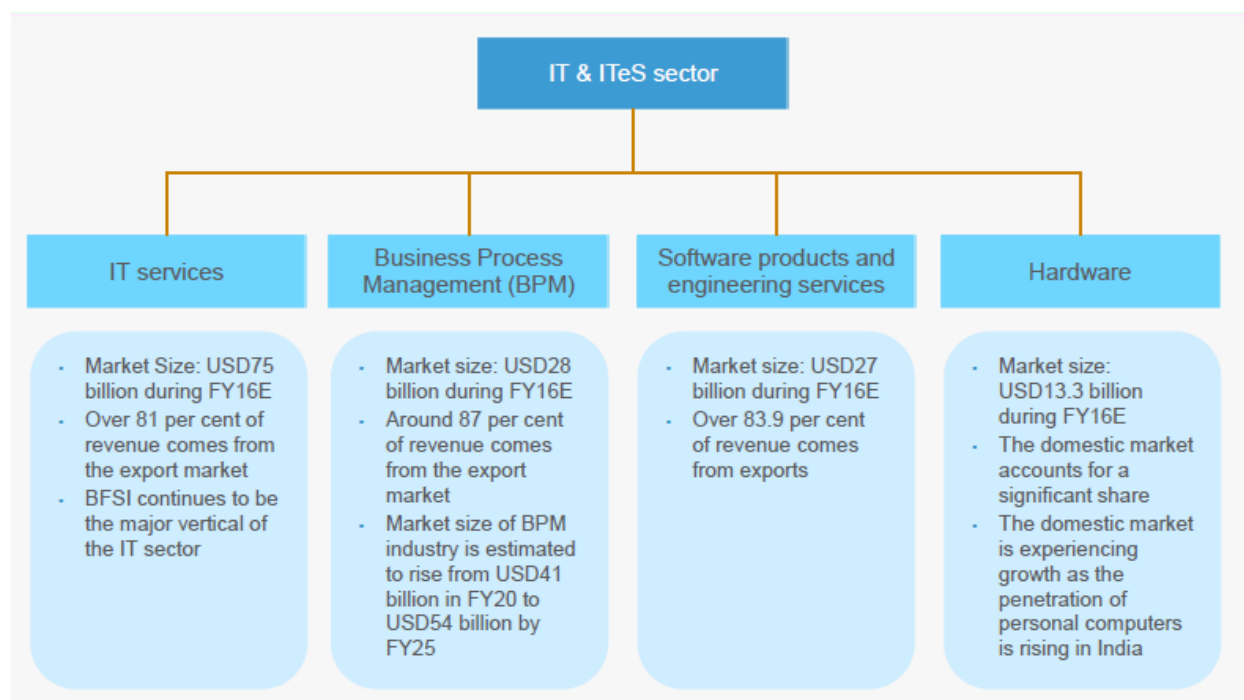 IT & ITeS sector
IT services
Business Process
Management (BPM)
Software products and
engineering services
Hardware
· Market Size: USD75
billion during FY16E
· Over 81 per cent of
revenue comes from
the export market
· BFSI continues to be
the major vertical of
the IT sector
· Market size: USD28
billion during FY16E
· Around 87 per cent
of revenue comes
from the export
market
· Market size of BPM
industry is estimated
to rise from USD41
billion in FY20 to
USD54 billion by
FY25
· Market size: USD27
billion during FY16E
· Over 83.9 per cent
of revenue comes
from exports
· Market size:
USD13.3 billion
during FY16E
· The domestic market
accounts for a
significant share
· The domestic market
is experiencing
growth as the
penetration of
personal computers
is rising in India